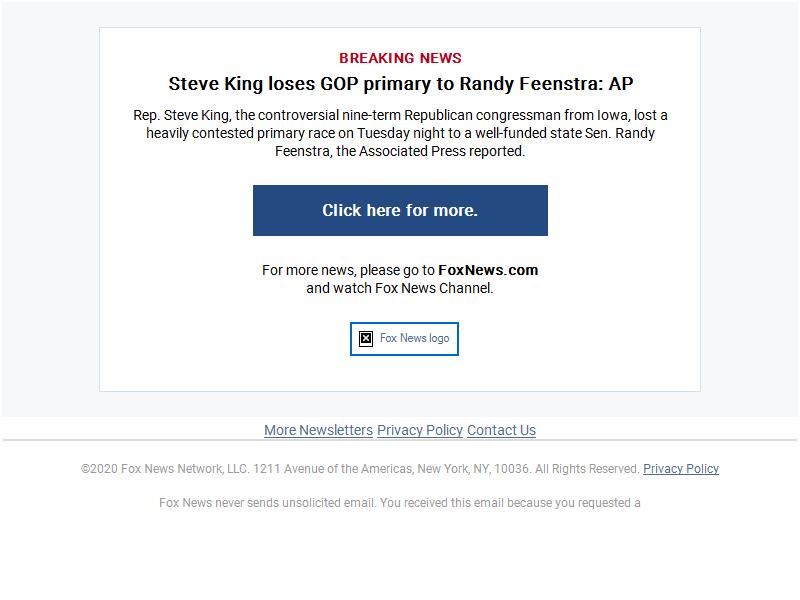 BREAKING NEWS
Steve King loses GOP primary to Randy Feenstra: AP
Rep. Steve King, the controversial nine-term Republican congressman from Iowa, lost a
heavily contested primary race on Tuesday night to a well-funded state Sen. Randy
Feenstra, the Associated Press reported.
Click here for more.
For more news, please go to FoxNews.com
and watch Fox News Channel.
Fox News logo
More Newsletters Privacy Policy Contact Us
©2020 Fox News Network, LLC. 1211 Avenue of the Americas, New York, NY, 10036. All Rights Reserved. Privacy Policy
Fox News never sends unsolicited email. You received this email because you requested a